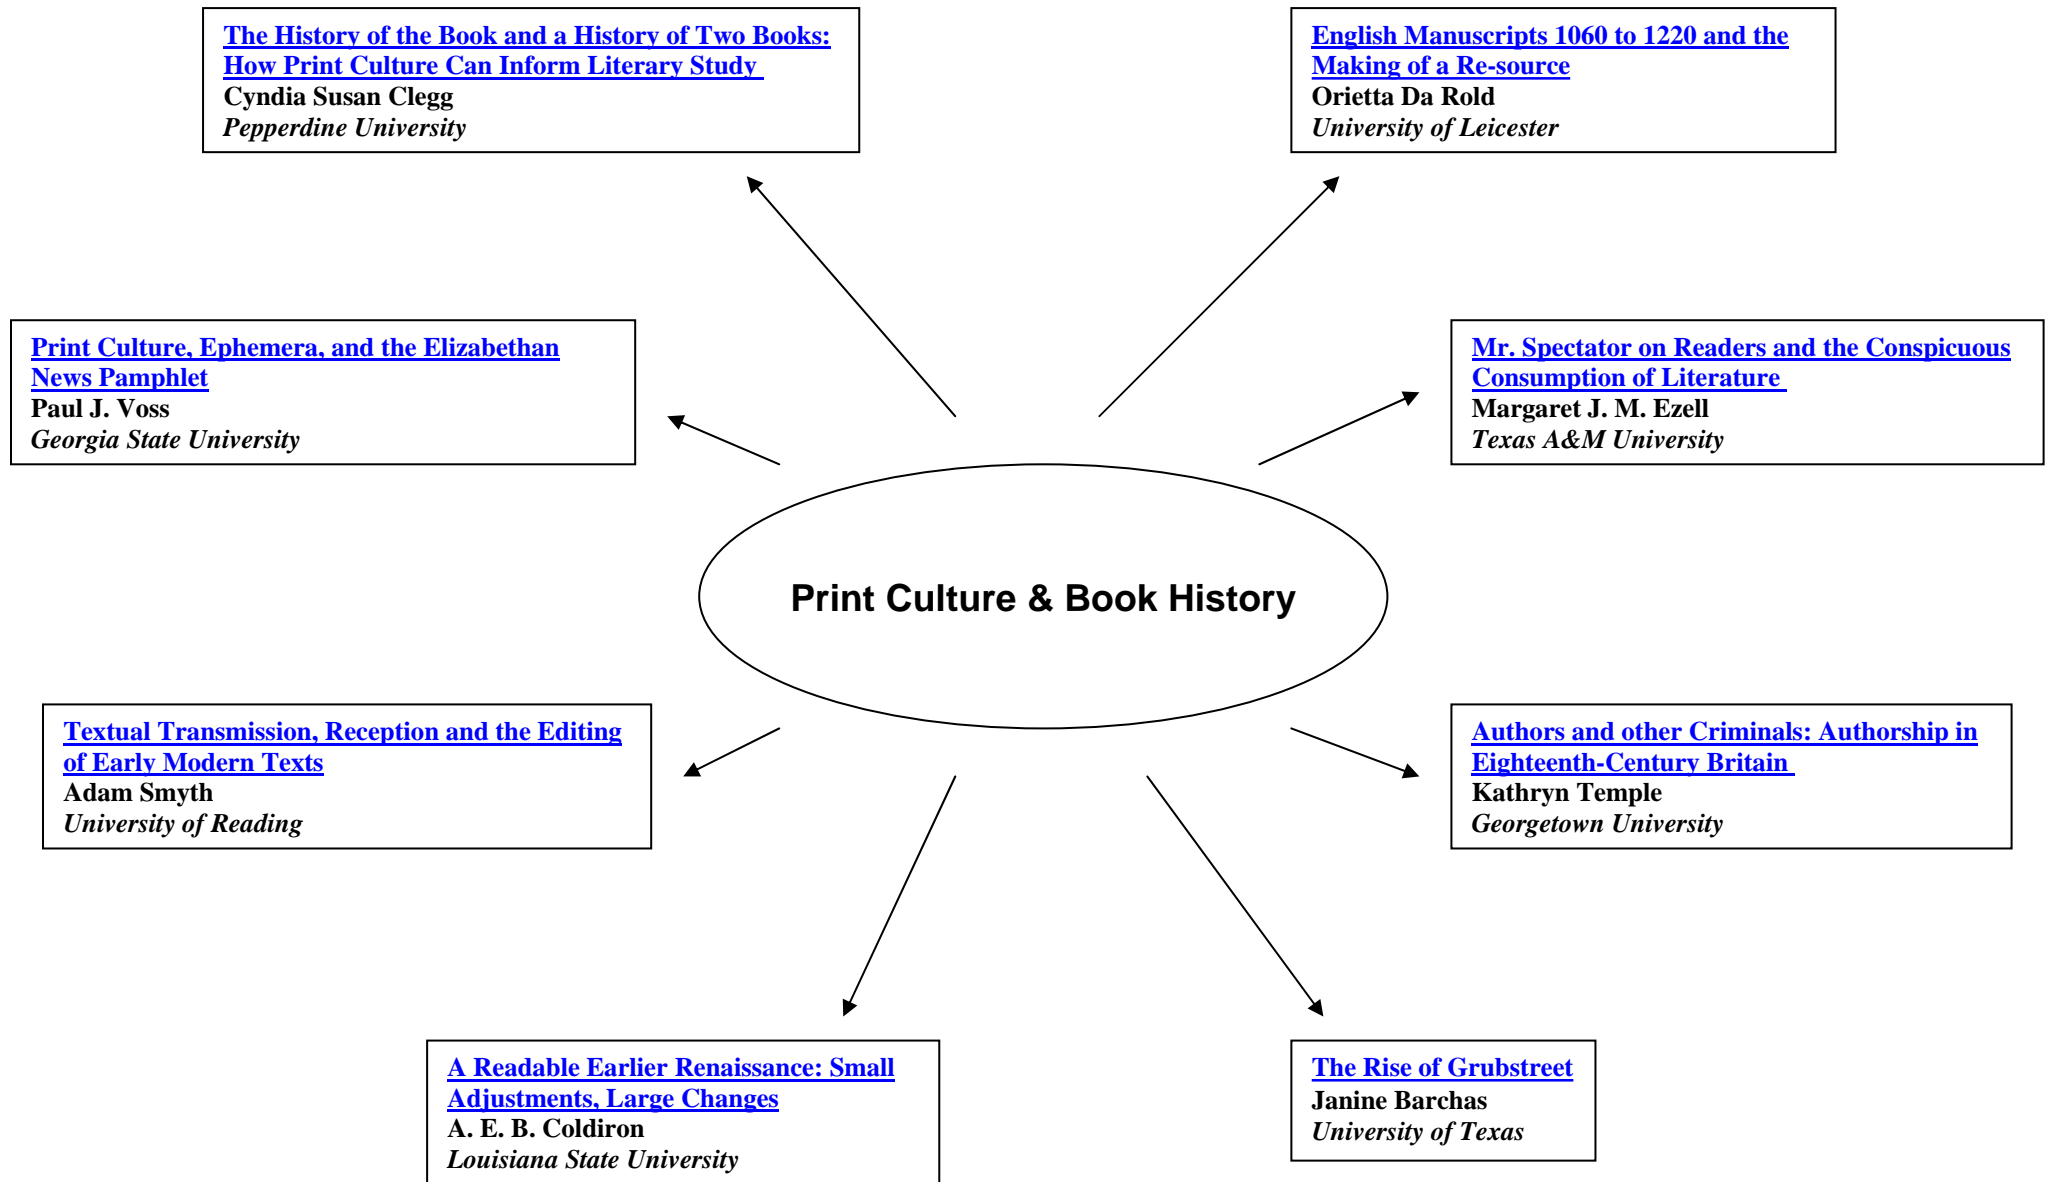 The History of the Book and a History of Two Books:
How Print Culture Can Inform Literary Study
Cyndia Susan Clegg
Pepperdine University
English Manuscripts 1060 to 1220 and the
Making of a Re-source
Orietta Da Rold
University of Leicester
Print Culture, Ephemera, and the Elizabethan
News Pamphlet
Paul J. Voss
Georgia State University
Mr. Spectator on Readers and the Conspicuous
Consumption of Literature
Margaret J. M. Ezell
Texas A&M University
Print Culture & Book History
Textual Transmission, Reception and the Editing
of Early Modern Texts
Adam Smyth
University of Reading
Authors and other Criminals: Authorship in
Eighteenth-Century Britain
Kathryn Temple
Georgetown University
A Readable Earlier Renaissance: Small
Adjustments, Large Changes
A. E. B. Coldiron
Louisiana State University
The Rise of Grubstreet
Janine Barchas
University of Texas